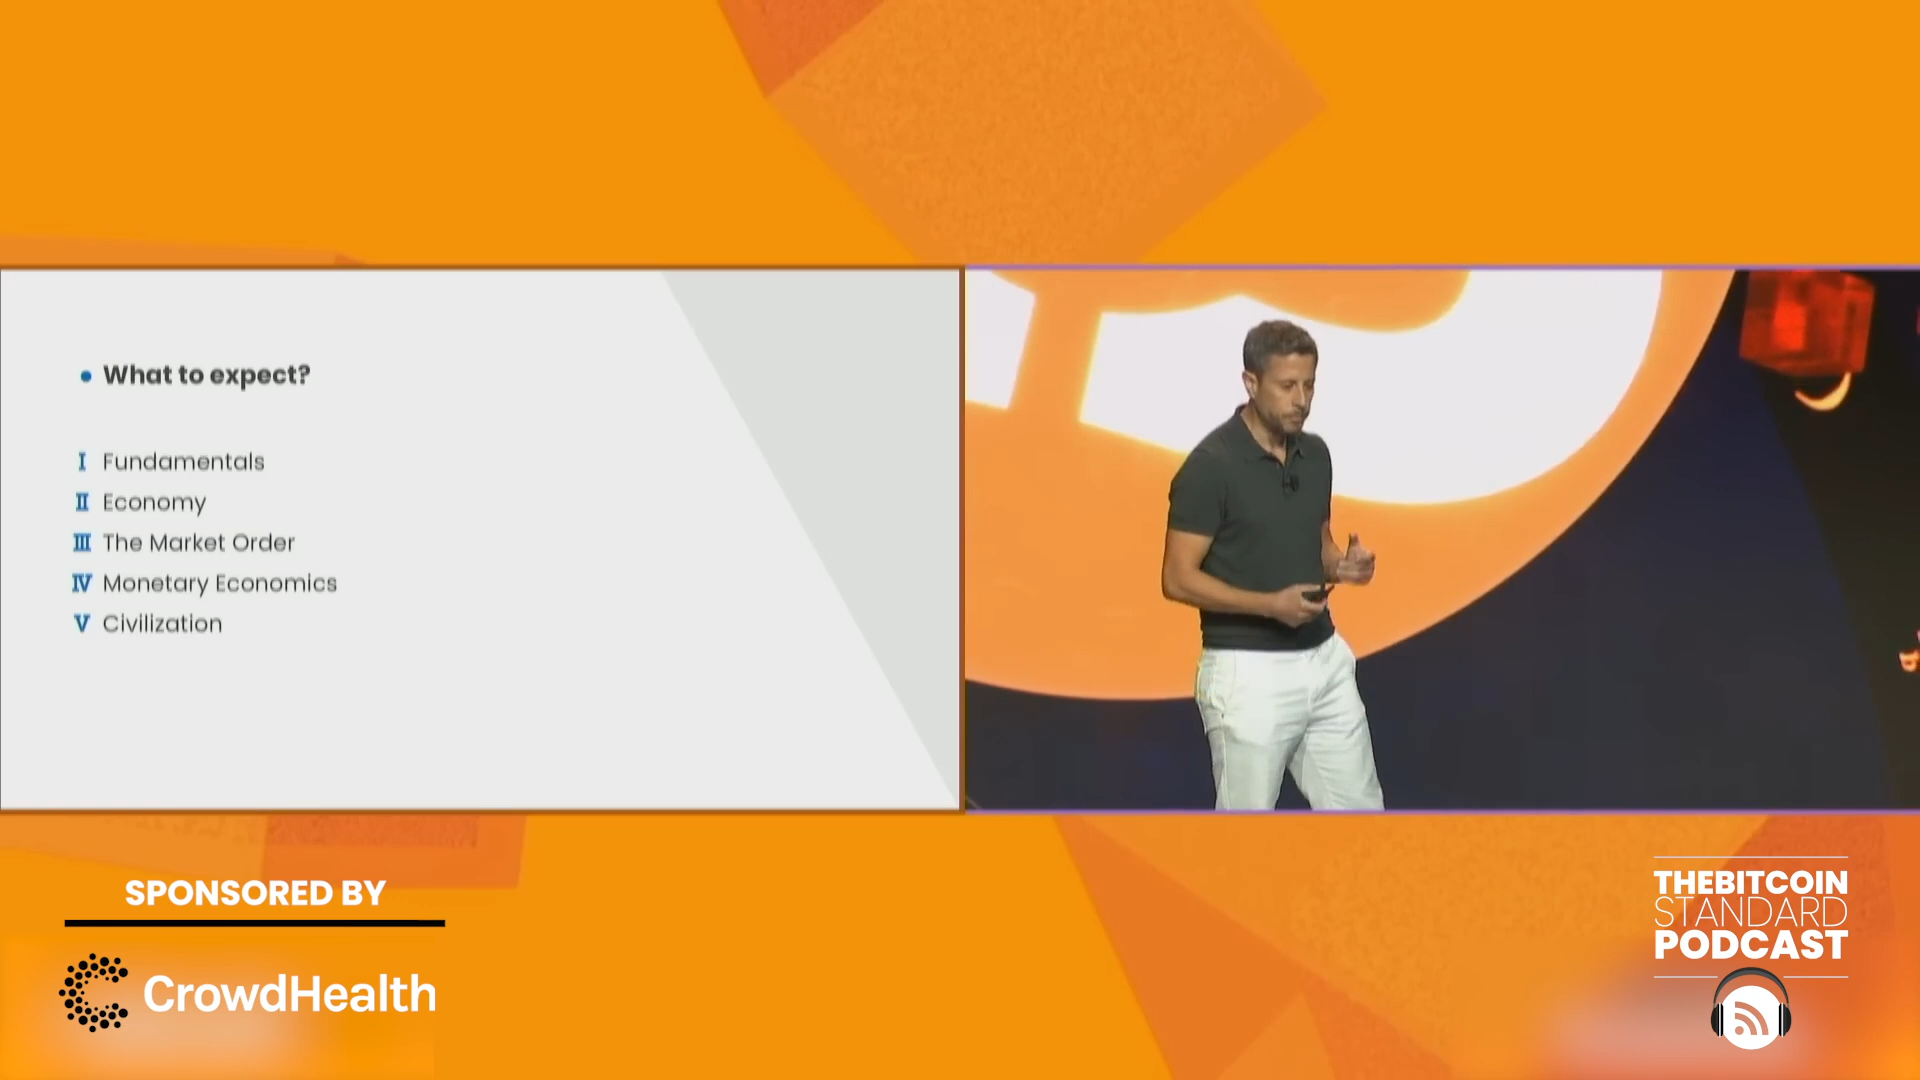 What to expect?
I Fundamentals
II Economy
III The Market Order
IV Monetary Economics
V Civilization
SPONSORED BY
CrowdHealth
THEBITCOIN
STANDARD
PODCAST